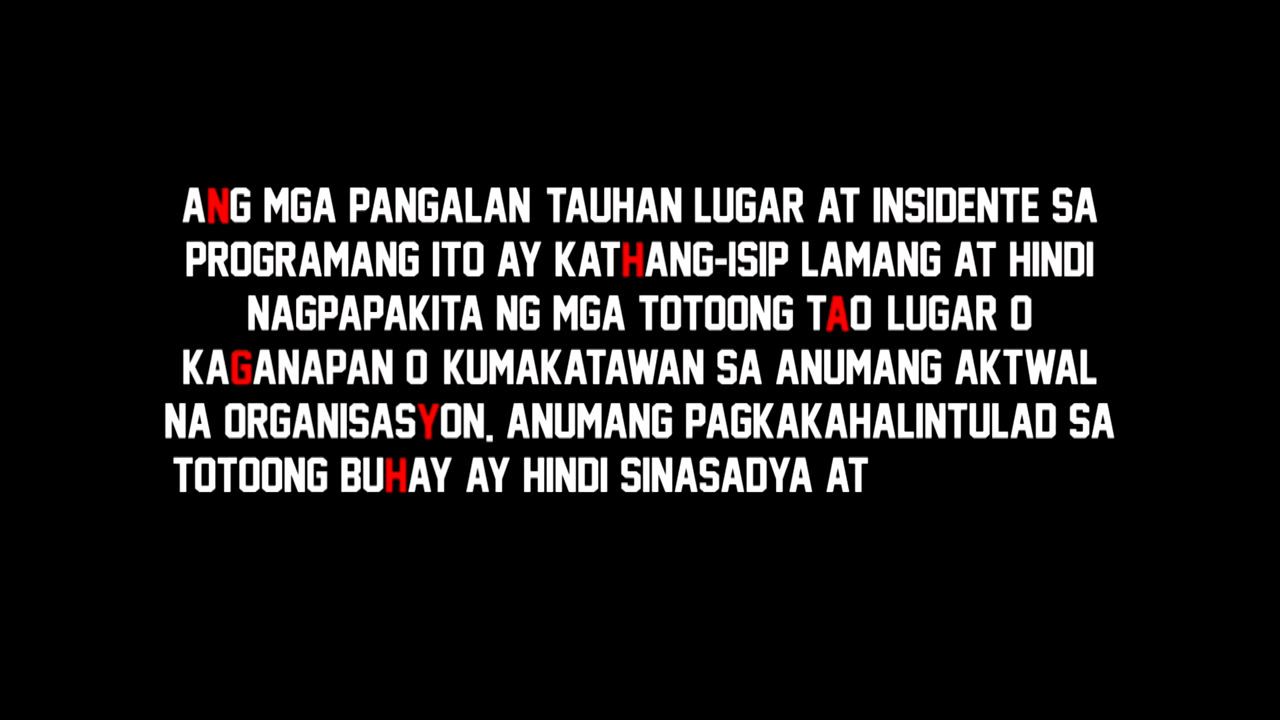 ANG MGA PANGALAN TAUHAN LUGAR AT INSIDENTE SA
PROGRAMANG ITO AY KATHANG-ISIP LAMANG AT HINDI
NAGPAPAKITA NG MGA TOTOONG TAO LUGAR O
KAGANAPAN O KUMAKATAWAN SA ANUMANG AKTWAL
NA ORGANISASYON. ANUMANG PAGKAKAHALINTULAD SA
TOTOONG BUHAY AY HINDI SINASADYA AT